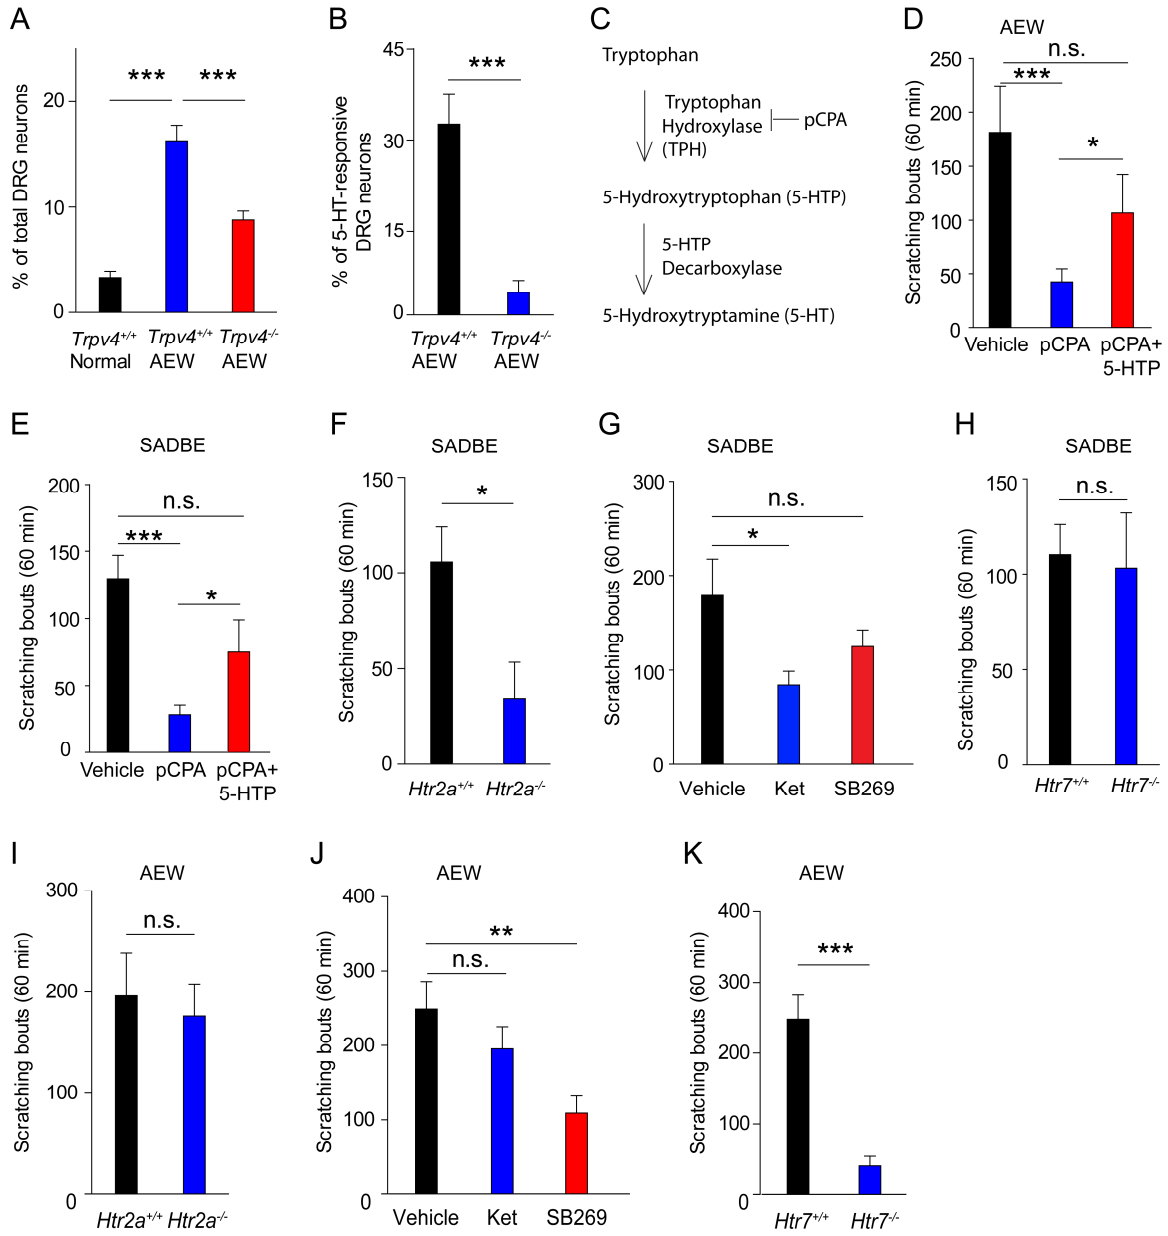 A
% of total DRG neurons
20
10
0
***
***
Trpv4+/+ Trpv4+/+ Trpv4-/-
Normal AEW AEW
B
% of 5-HT-responsive
DRG neurons
45
30
15
0
***
Trpv4+/+ Trpv4-/-
AEW AEW
C
Tryptophan
Tryptophan
Hydroxylase
(TPH)
pCPA
5-Hydroxytryptophan (5-HTP)
5-HTP
Decarboxylase
5-Hydroxytryptamine (5-HT)
D
AEW
Scratching bouts (60 min)
250
200
150
100
50
0
n.s.
***
*
Vehicle pCPA pCPA+
5-HTP
E
SADBE
Scratching bouts (60 min)
200
150
100
50
0
n.s.
***
*
Vehicle pCPA pCPA+
5-HTP
F
SADBE
Scratching bouts (60 min)
150
100
50
0
*
Htr2a+/+ Htr2a-/-
G
SADBE
Scratching bouts (60 min)
300
200
100
0
n.s.
*
Vehicle Ket SB269
H
SADBE
Scratching bouts (60 min)
150
100
50
0
n.s.
Htr7+/+ Htr7-/-
I
AEW
Scratching bouts (60 min)
300
200
100
0
n.s.
Htr2a+/+ Htr2a-/-
J
AEW
Scratching bouts (60 min)
400
300
200
100
0
**
n.s.
Vehicle Ket SB269
K
AEW
Scratching bouts (60 min)
400
300
200
100
0
***
Htr7+/+ Htr7-/-